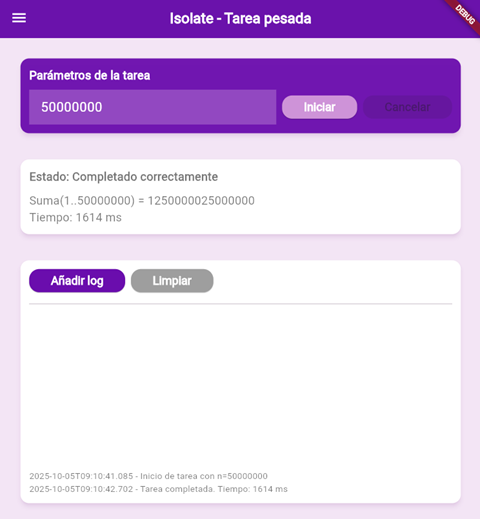 Isolate - Tarea pesada
DEBUG
Parámetros de la tarea
50000000
Iniciar
Cancelar
Estado: Completado correctamente
Suma(1..50000000) = 1250000025000000
Tiempo: 1614 ms
Añadir log
Limpiar
2025-10-05T09:10:41.085 - Inicio de tarea con n=50000000
2025-10-05T09:10:42.702 - Tarea completada. Tiempo: 1614 ms